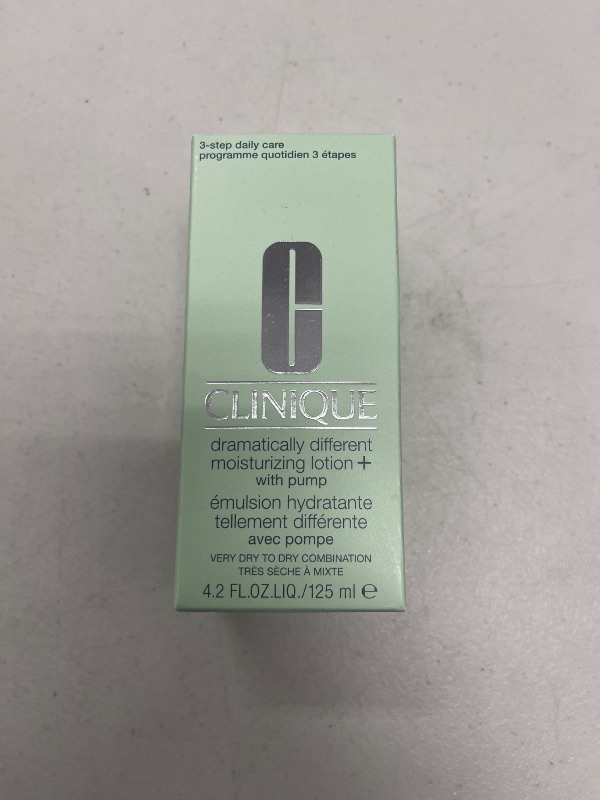 3-step daily care
programme quotidien 3 étapes
C
CLINIQUE
dramatically different
moisturizing lotion +
with pump
émulsion hydratante
tellement différente
avec pompe
VERY DRY TO DRY COMBINATION
TRÈS SÈCHE À MIXTE
4.2 FL.OZ.LIQ./125 ml ℮